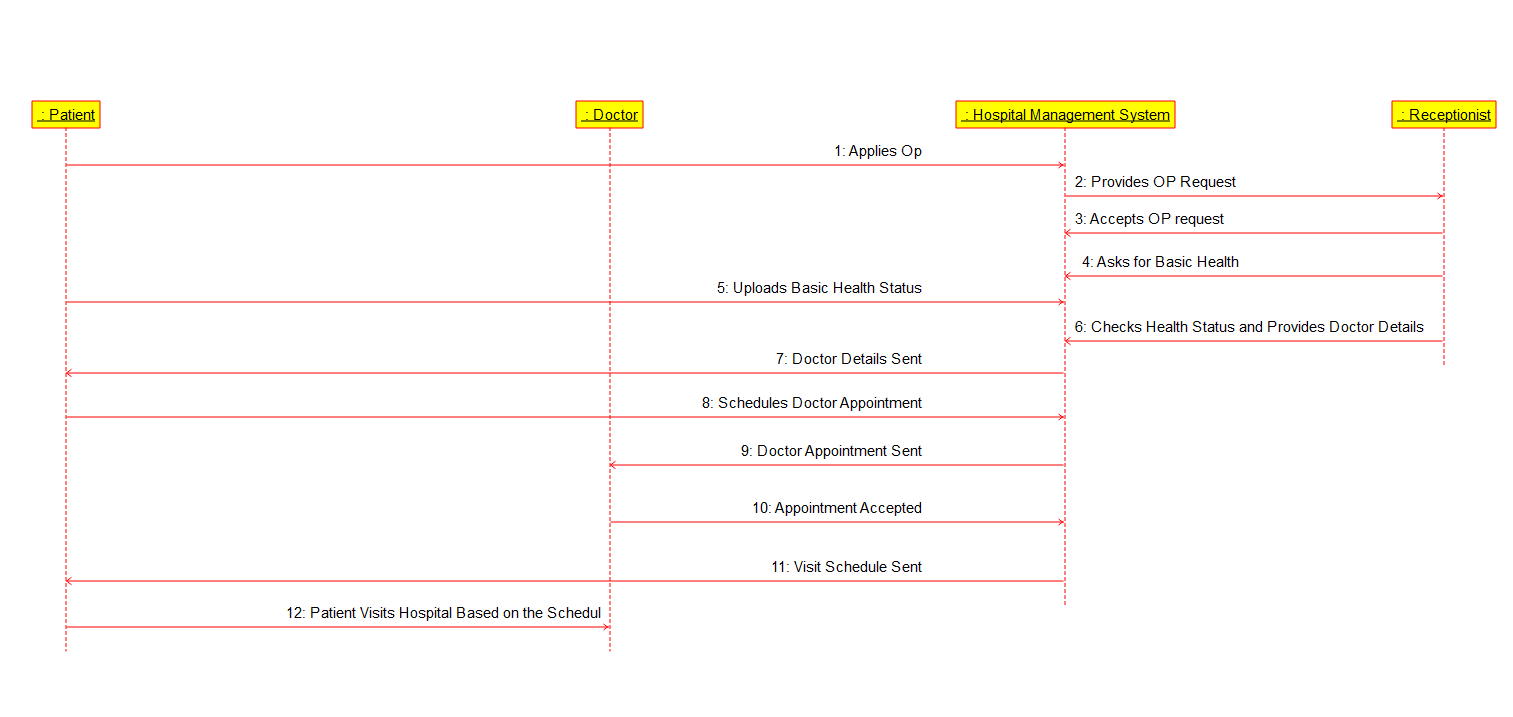 : Patient
: Doctor
: Hospital Management System
: Receptionist
1: Applies Op
2: Provides OP Request
3: Accepts OP request
4: Asks for Basic Health
5: Uploads Basic Health Status
6: Checks Health Status and Provides Doctor Details
7: Doctor Details Sent
8: Schedules Doctor Appointment
9: Doctor Appointment Sent
10: Appointment Accepted
11: Visit Schedule Sent
12: Patient Visits Hospital Based on the Schedul